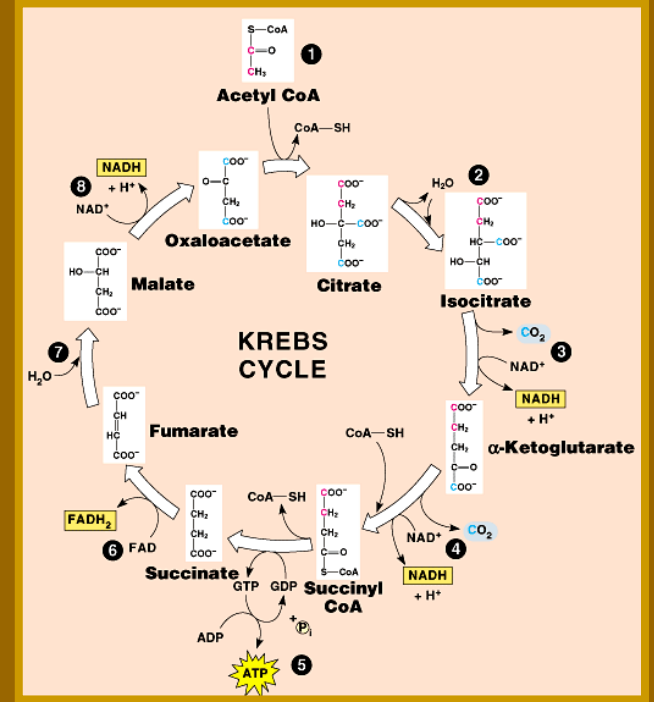 S—CoA
C=O
CH₃
1
Acetyl CoA
CoA—SH
NADH
+ H⁺
8
NAD⁺
COO⁻
O—C
CH₂
COO⁻
Oxaloacetate
COO⁻
CH₂
HO—C—COO⁻
CH₂
COO⁻
Citrate
H₂O
2
COO⁻
CH₂
HC—COO⁻
HO—CH
COO⁻
Isocitrate
COO⁻
HO—CH
CH₂
COO⁻
Malate
KREBS
CYCLE
CO₂
3
NAD⁺
NADH
+ H⁺
7
H₂O
COO⁻
CH
HC
COO⁻
Fumarate
CoA—SH
COO⁻
CH₂
CH₂
C=O
COO⁻
α-Ketoglutarate
FADH₂
6
FAD
COO⁻
CH₂
CH₂
COO⁻
Succinate
CoA—SH
COO⁻
CH₂
CH₂
C=O
S—CoA
Succinyl
CoA
NAD⁺
4
CO₂
NADH
+ H⁺
GTP
GDP
+
Pi
ADP
ATP
5